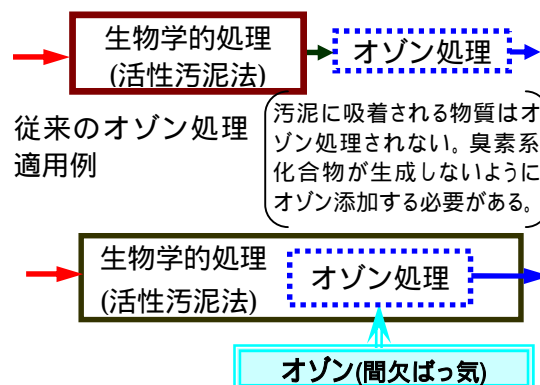 生物学的処理
(活性汚泥法)
オゾン処理
従来のオゾン処理
適用例
汚泥に吸着される物質はオ
ゾン処理されない。臭素系
化合物が生成しないように
オゾン添加する必要がある。
生物学的処理
(活性汚泥法)
オゾン処理
オゾン(間欠ばっ気)